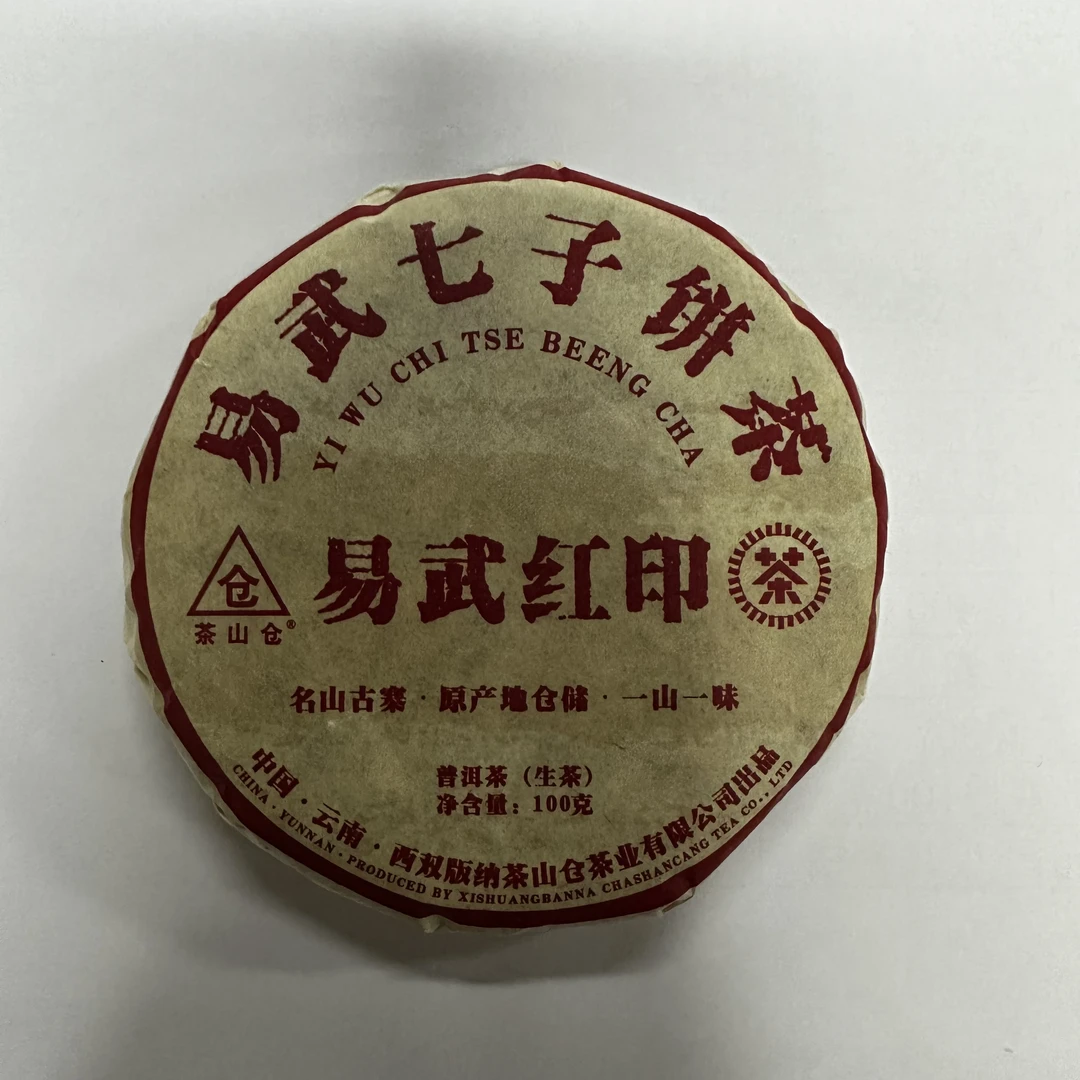 易武七子饼茶
YI WU CHI TSE BEENG CHA
仓
茶山仓®
易武红印
茶
名山古寨·原产地仓储·一山一味
普洱茶（生茶）
净含量：100克
中国·云南·西双版纳茶山仓茶业有限公司出品
CHINA·YUNNAN·PRODUCED BY XISHUANGBANNA CHASHANCANG TEA CO., LTD